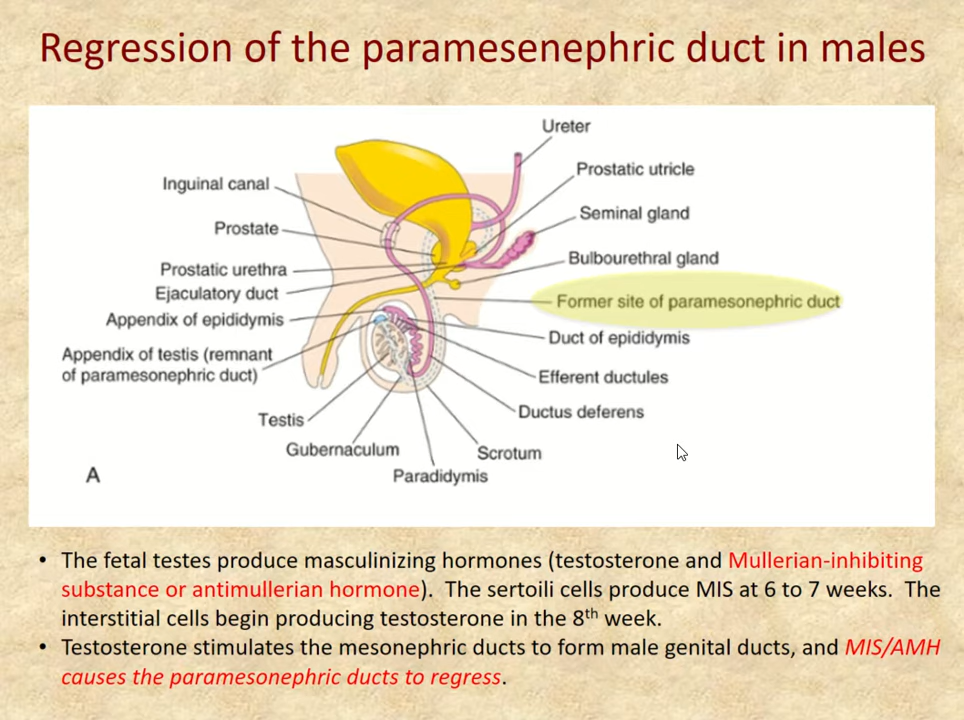 Regression of the paramesenephric duct in males
Ureter
Prostatic utricle
Inguinal canal
Seminal gland
Prostate
Bulbourethral gland
Prostatic urethra
Ejaculatory duct
Former site of paramesonephric duct
Appendix of epididymis
Duct of epididymis
Appendix of testis (remnant
of paramesonephric duct)
Efferent ductules
Ductus deferens
Testis
Gubernaculum
Scrotum
Paradidymis
A
• The fetal testes produce masculinizing hormones (testosterone and Mullerian-inhibiting
substance or antimullerian hormone). The sertoili cells produce MIS at 6 to 7 weeks. The
interstitial cells begin producing testosterone in the 8th week.
• Testosterone stimulates the mesonephric ducts to form male genital ducts, and MIS/AMH
causes the paramesonephric ducts to regress.